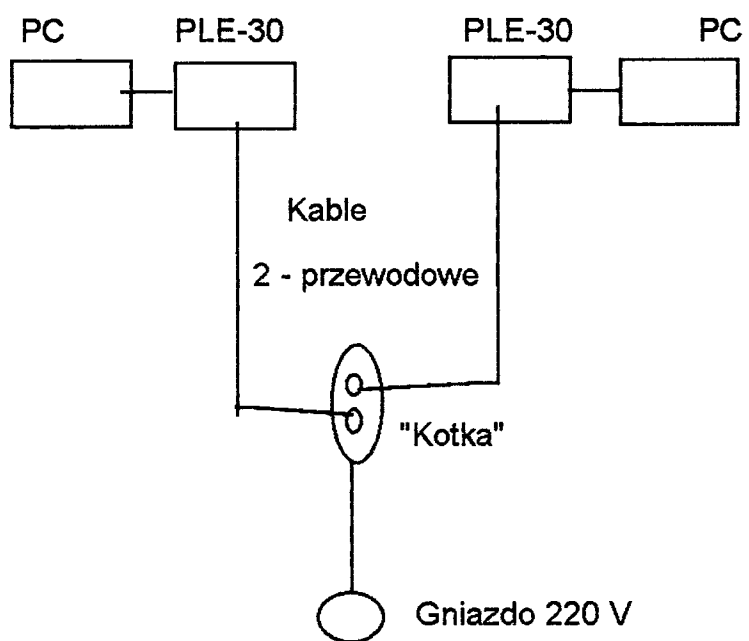 PC PLE-30 PLE-30 PC
Kable
2 - przewodowe
"Kotka"
Gniazdo 220 V